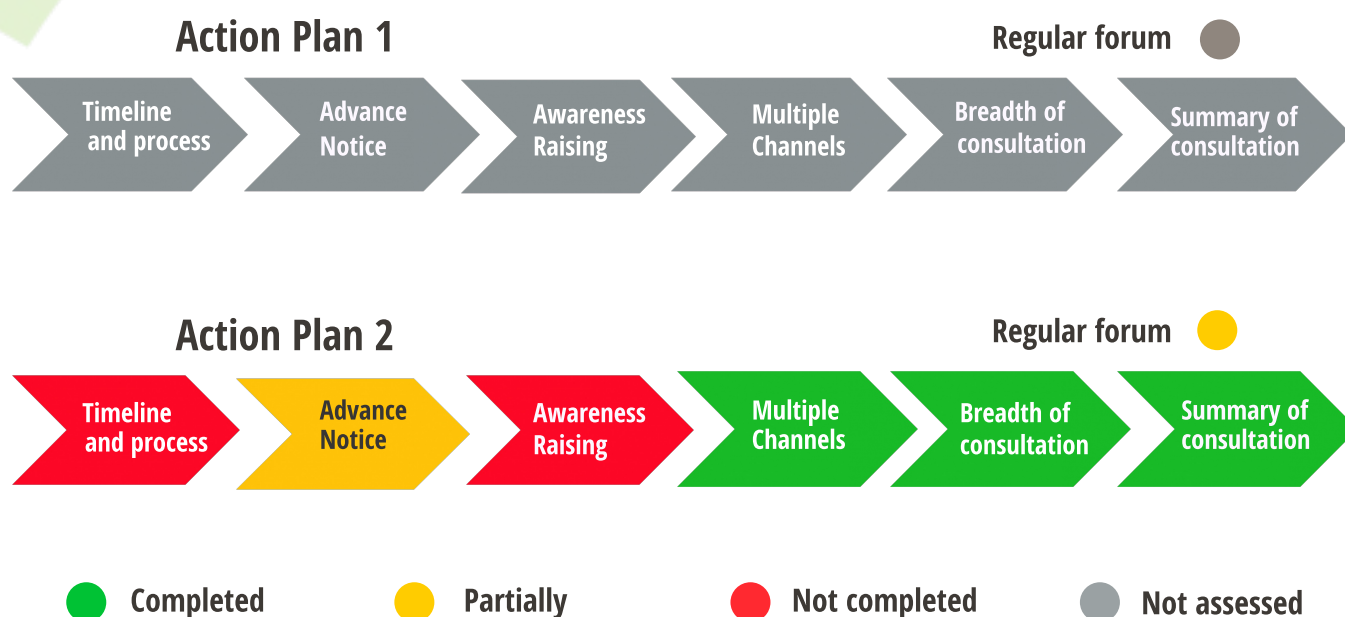 Action Plan 1
Regular forum
Timeline
and process
Advance
Notice
Awareness
Raising
Multiple
Channels
Breadth of
consultation
Summary of
consultation
Action Plan 2
Regular forum
Timeline
and process
Advance
Notice
Awareness
Raising
Multiple
Channels
Breadth of
consultation
Summary of
consultation
Completed
Partially
Not completed
Not assessed